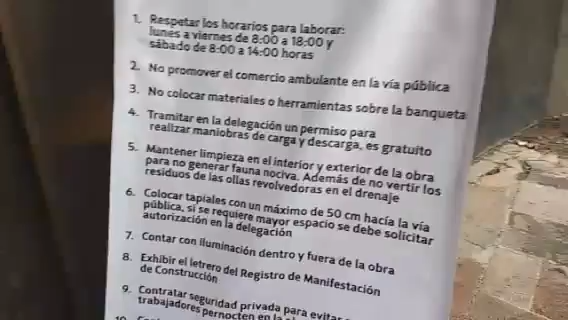 1. Respetar los horarios para laborar:
lunes a viernes de 8:00 a 18:00 y
sábado de 8:00 a 14:00 horas
2. No promover el comercio ambulante en la vía pública
3. No colocar materiales o herramientas sobre la banqueta
4. Tramitar en la delegación un permiso para
realizar maniobras de carga y descarga, es gratuito
5. Mantener limpieza en el interior y exterior de la obra
para no generar fauna nociva. Además de no vertir los
residuos de las ollas revolvedoras en el drenaje
6. Colocar tapiales con un máximo de 50 cm hacía la vía
pública, si se requiere mayor espacio se debe solicitar
autorización en la delegación
7. Contar con iluminación dentro y fuera de la obra
8. Exhibir el letrero del Registro de Manifestación
de Construcción
9. Contratar seguridad privada para evitar
trabajadores pernocten en la
10.